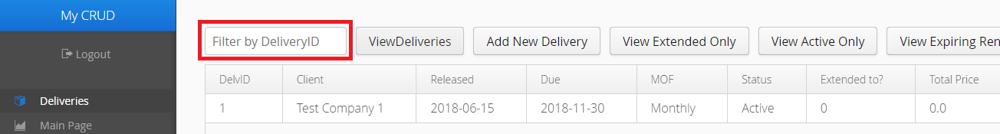 My CRUD
Logout
Deliveries
Main Page
Filter by DeliveryID ViewDeliveries Add New Delivery View Extended Only View Active Only View Expiring Ren
DelvID Client Released Due MOF Status Extended to? Total Price
1 Test Company 1 2018-06-15 2018-11-30 Monthly Active 0 0.0